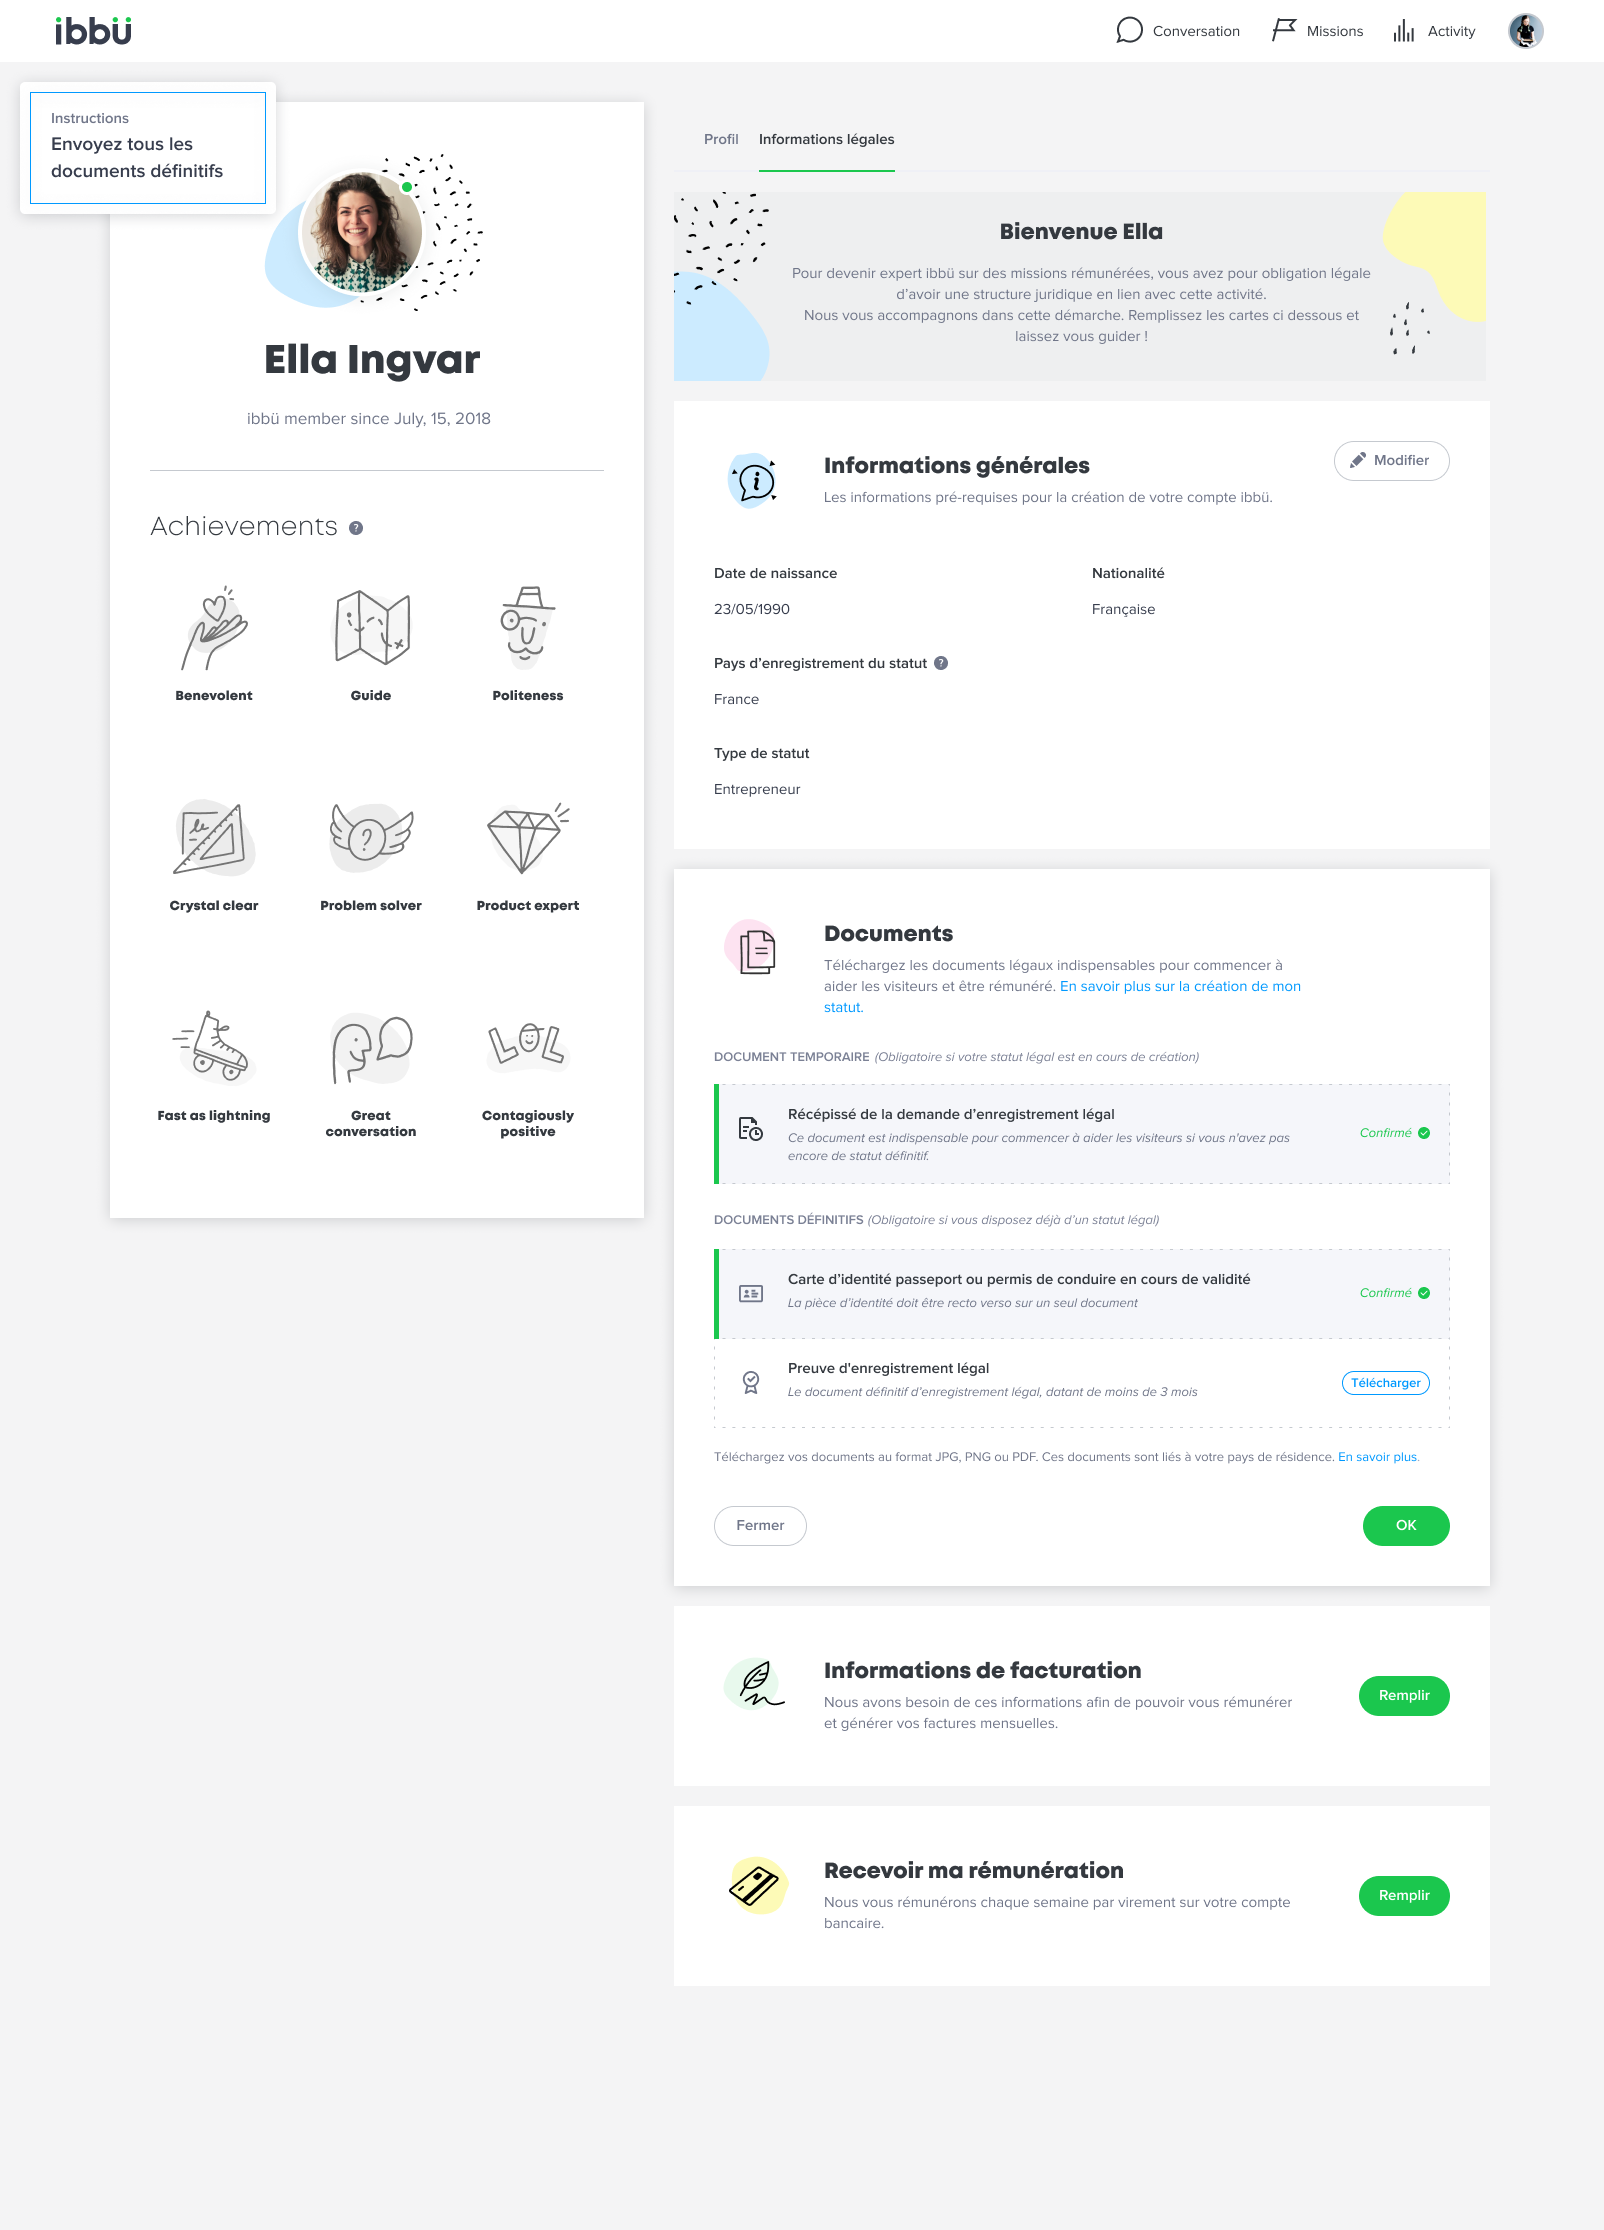 ibbü
Conversation
Missions
Activity
Instructions
Envoyez tous les
documents définitifs
Ella Ingvar
ibbü member since July, 15, 2018
Achievements ?
Benevolent
Guide
Politeness
Crystal clear
Problem solver
Product expert
Fast as lightning
Great
conversation
Contagiously
positive
Profil
Informations légales
Bienvenue Ella
Pour devenir expert ibbü sur des missions rémunérées, vous avez pour obligation légale
d’avoir une structure juridique en lien avec cette activité.
Nous vous accompagnons dans cette démarche. Remplissez les cartes ci dessous et
laissez vous guider !
Informations générales
Les informations pré-requises pour la création de votre compte ibbü.
Modifier
Date de naissance
23/05/1990
Nationalité
Française
Pays d’enregistrement du statut ?
France
Type de statut
Entrepreneur
Documents
Téléchargez les documents légaux indispensables pour commencer à
aider les visiteurs et être rémunéré. En savoir plus sur la création de mon
statut.
DOCUMENT TEMPORAIRE (Obligatoire si votre statut légal est en cours de création)
Récépissé de la demande d’enregistrement légal
Ce document est indispensable pour commencer à aider les visiteurs si vous n'avez pas
encore de statut définitif.
Confirmé
DOCUMENTS DÉFINITIFS (Obligatoire si vous disposez déjà d’un statut légal)
Carte d’identité passeport ou permis de conduire en cours de validité
La pièce d’identité doit être recto verso sur un seul document
Confirmé
Preuve d'enregistrement légal
Le document définitif d’enregistrement légal, datant de moins de 3 mois
Télécharger
Téléchargez vos documents au format JPG, PNG ou PDF. Ces documents sont liés à votre pays de résidence. En savoir plus.
Fermer
OK
Informations de facturation
Nous avons besoin de ces informations afin de pouvoir vous rémunérer
et générer vos factures mensuelles.
Remplir
Recevoir ma rémunération
Nous vous rémunérons chaque semaine par virement sur votre compte
bancaire.
Remplir